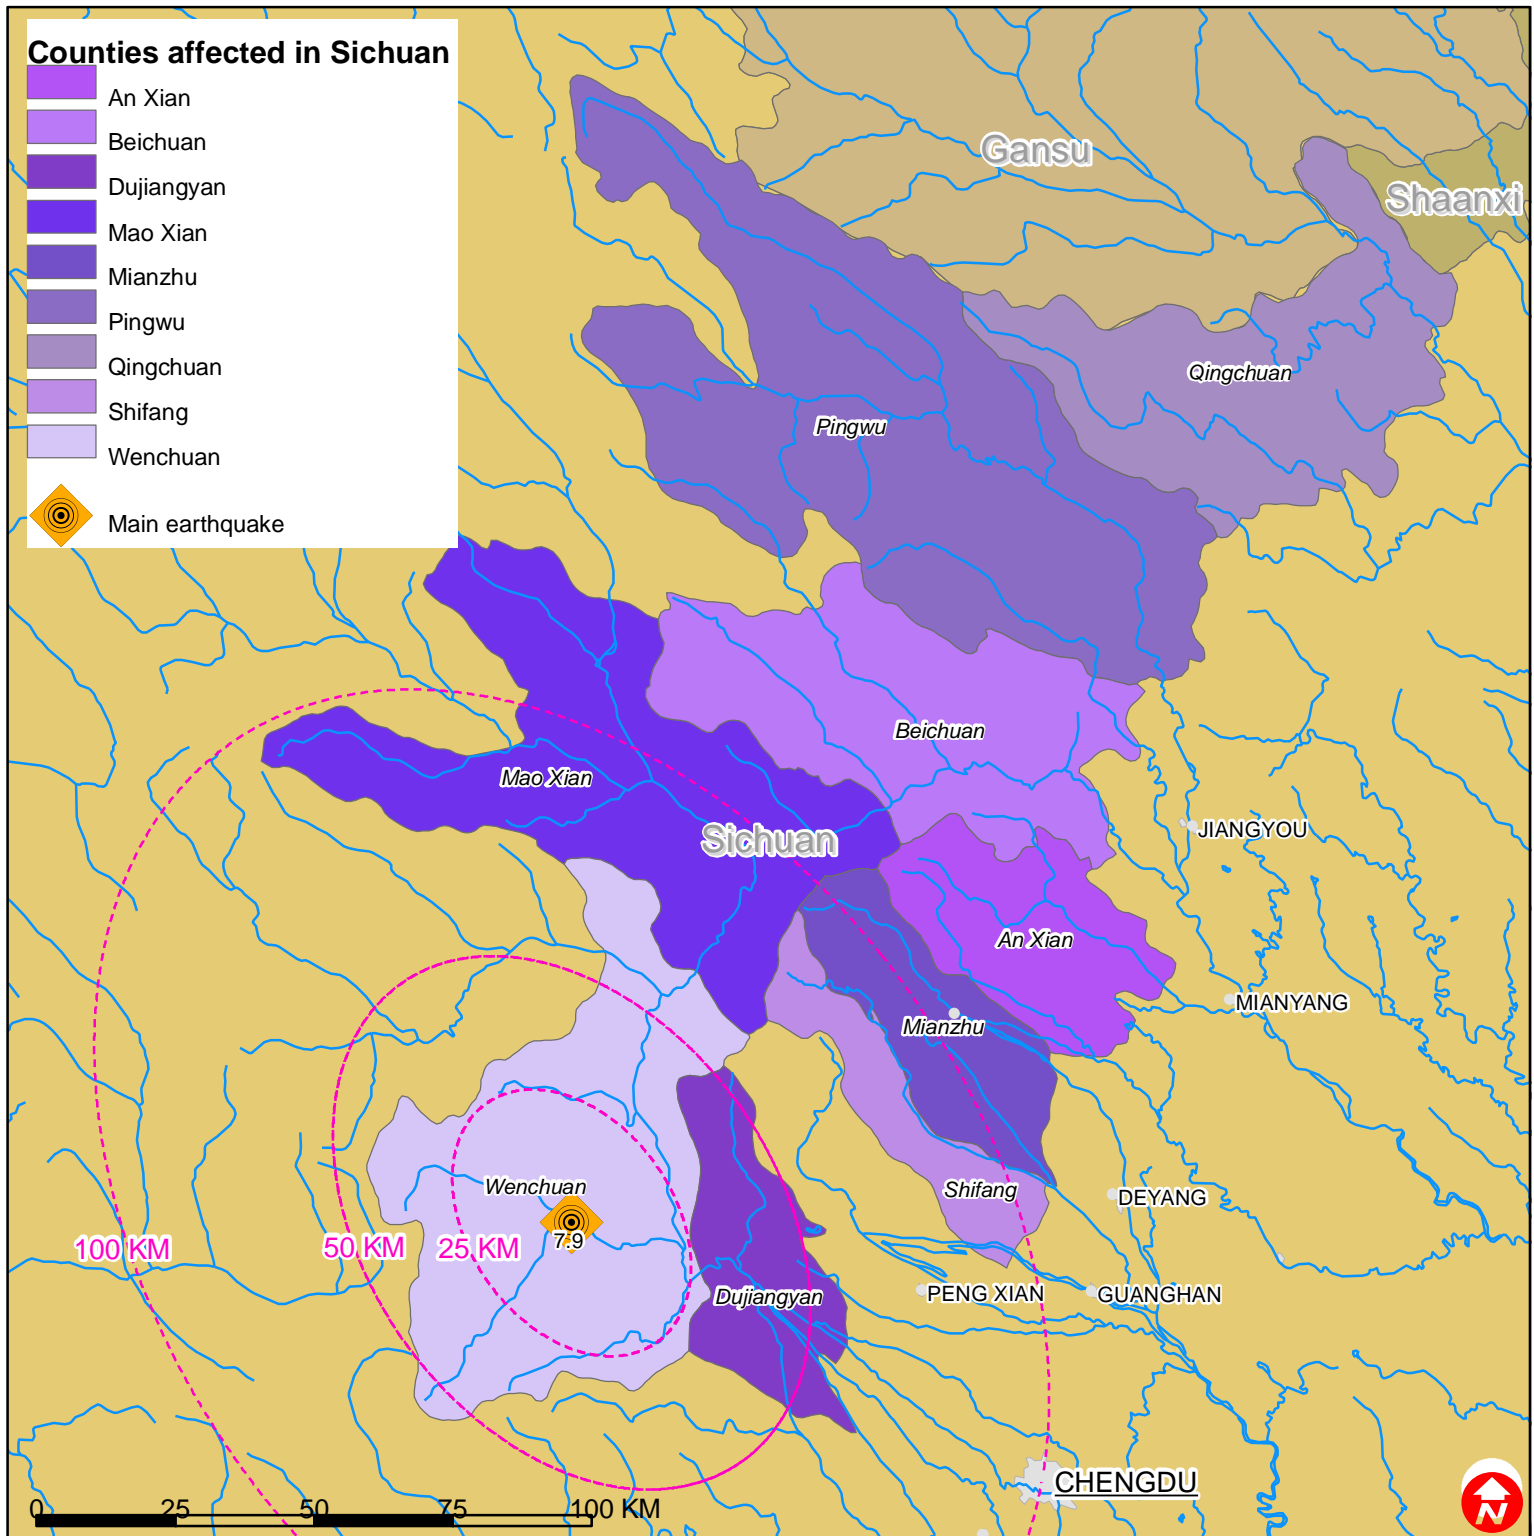 Counties affected in Sichuan
An Xian
Beichuan
Dujiangyan
Mao Xian
Mianzhu
Pingwu
Qingchuan
Shifang
Wenchuan
Main earthquake
Gansu
Shaanxi
Qingchuan
Pingwu
Beichuan
Mao Xian
Sichuan
JIANGYOU
An Xian
MIANYANG
Mianzhu
Wenchuan
Shifang
DEYANG
7.9
100 KM
50 KM
25 KM
Dujiangyan
PENG XIAN
GUANGHAN
CHENGDU
0 25 50 75 100 KM
N